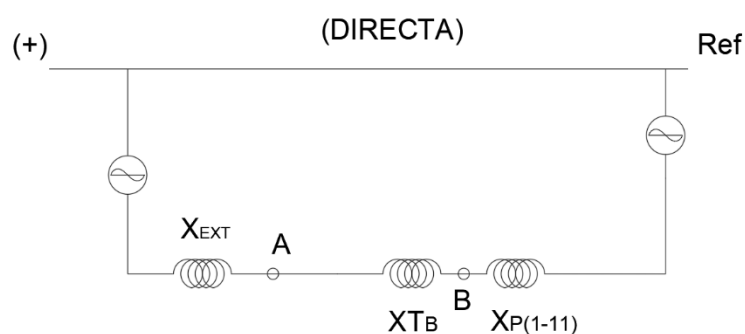 (DIRECTA)
(+) Ref
XEXT
A
XTB
B
XP(1-11)